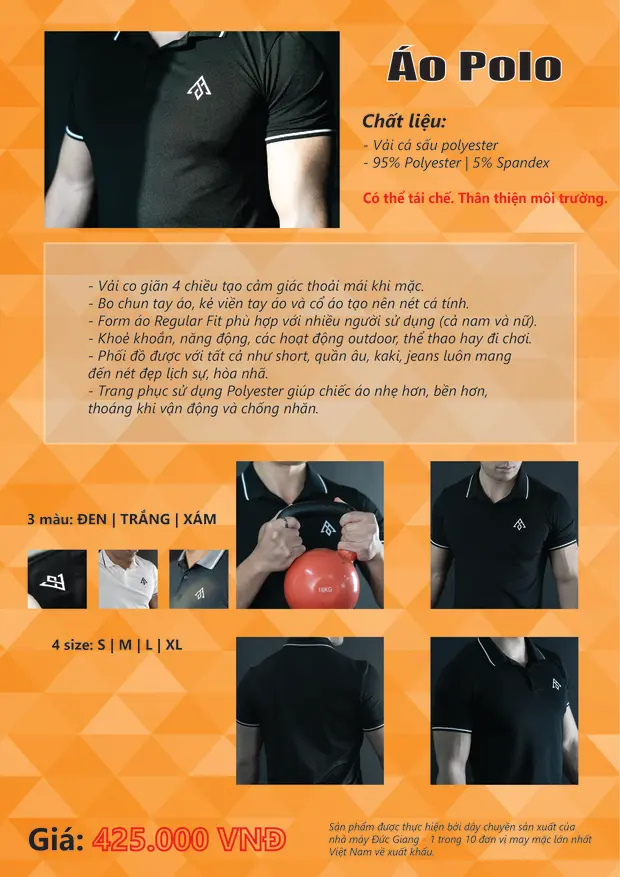 Áo Polo
Chất liệu:
- Vải cá sấu polyester
- 95% Polyester | 5% Spandex
Có thể tái chế. Thân thiện môi trường.
- Vải co giãn 4 chiều tạo cảm giác thoải mái khi mặc.
- Bo chun tay áo, kẻ viền tay áo và cổ áo tạo nên nét cá tính.
- Form áo Regular Fit phù hợp với nhiều người sử dụng (cả nam và nữ).
- Khoẻ khoắn, năng động, các hoạt động outdoor, thể thao hay đi chơi.
- Phối đồ được với tất cả như short, quần âu, kaki, jeans luôn mang
đến nét đẹp lịch sự, hòa nhã.
- Trang phục sử dụng Polyester giúp chiếc áo nhẹ hơn, bền hơn,
thoáng khi vận động và chống nhăn.
3 màu: ĐEN | TRẮNG | XÁM
18KG
4 size: S | M | L | XL
Giá: 425.000 VNĐ
Sản phẩm được thực hiện bởi dây chuyền sản xuất của
nhà máy Đức Giang - 1 trong 10 đơn vị may mặc lớn nhất
Việt Nam về xuất khẩu.